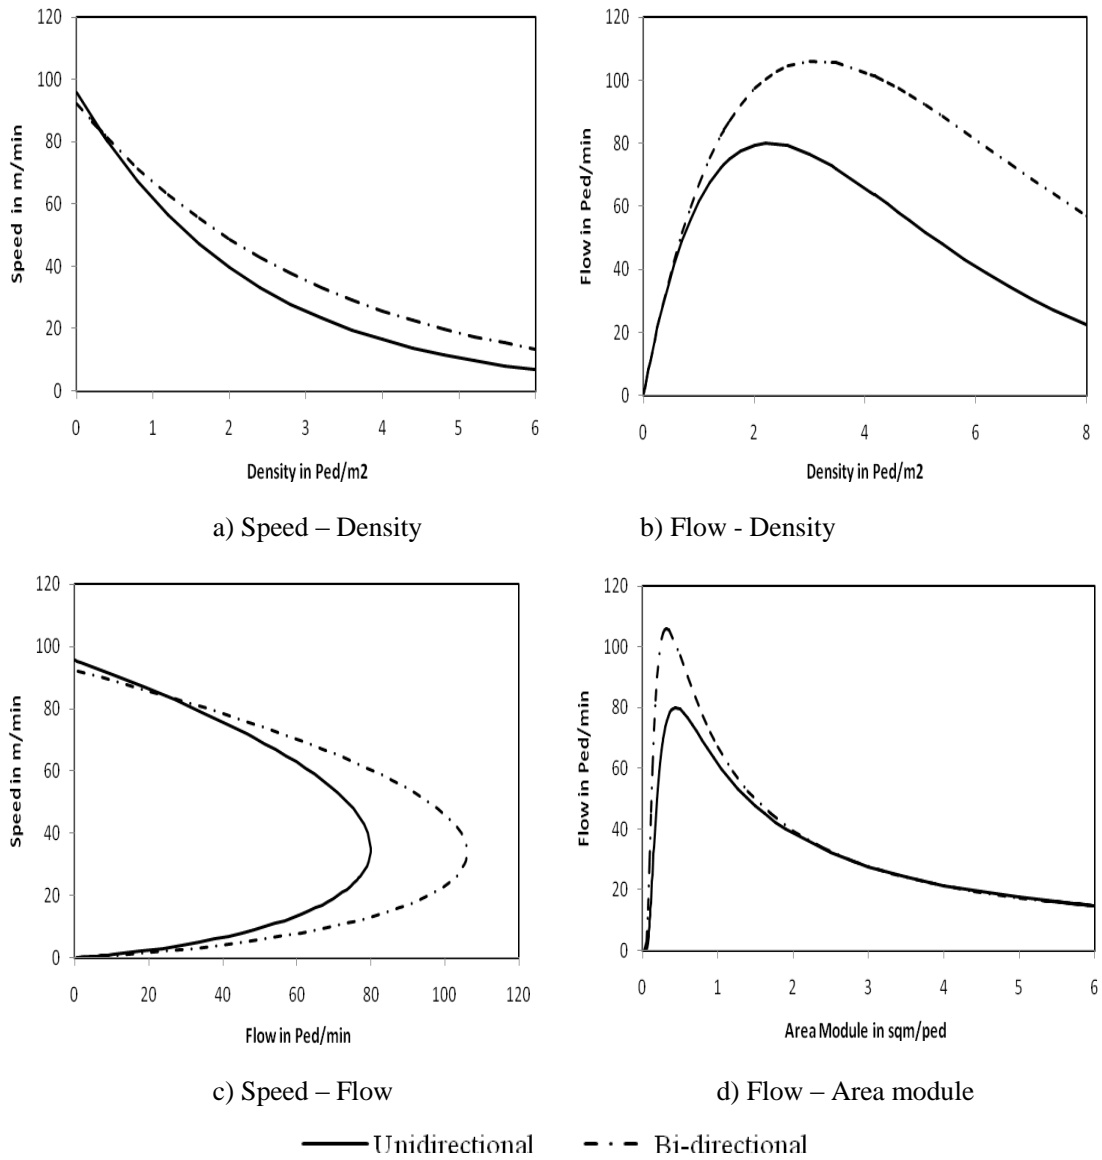 120
100
80
60
40
20
0
Speed in m/min
0 1 2 3 4 5 6
Density in Ped/m2
120
100
80
60
40
20
0
Flow in Ped/min
0 2 4 6 8
Density in Ped/m2
a) Speed – Density
b) Flow - Density
120
100
80
60
40
20
0
Speed in m/min
0 20 40 60 80 100 120
Flow in Ped/min
120
100
80
60
40
20
0
Flow in Ped/min
0 1 2 3 4 5 6
Area Module in sqm/ped
c) Speed – Flow
d) Flow – Area module
Unidirectional Bi-directional